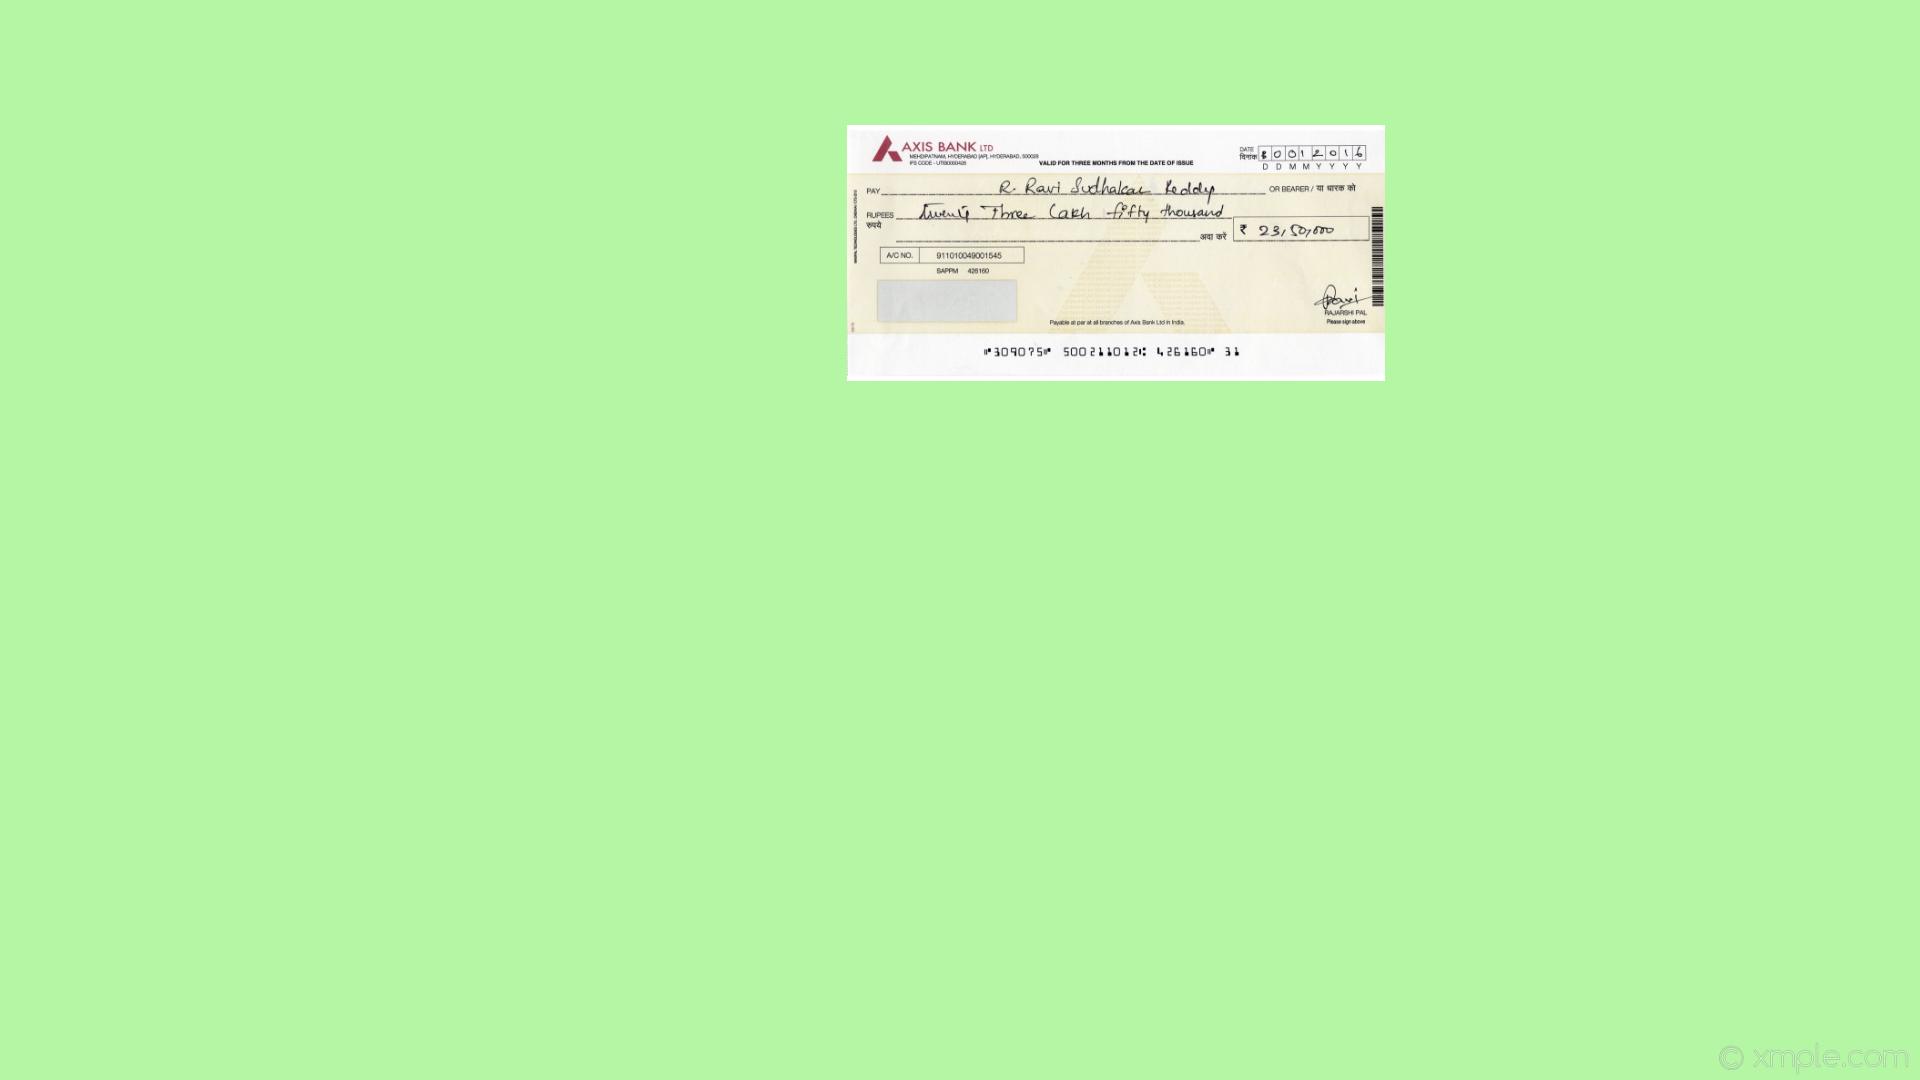 AXIS BANK LTD
MEHDIPATNAM, HYDERABAD [AP], HYDERABAD, 500028
IFS CODE - UTIB0000426
VALID FOR THREE MONTHS FROM THE DATE OF ISSUE
DATE
दिनांक
3 0 0 1 2 0 1 6
D D M M Y Y Y Y
PAY R. Ravi Sudhakar Reddy OR BEARER / या धारक को
RUPEES Twenty Three Lakh fifty thousand
रुपये
अदा करें ₹ 23,50,000
A/C NO. 911010049001545
SAPPM 426160
RAJARSHI PAL
Please sign above
Payable at par at all branches of Axis Bank Ltd in India.
⑈309075⑈ 500211012⑆ 426160⑈ 31
© xmple.com